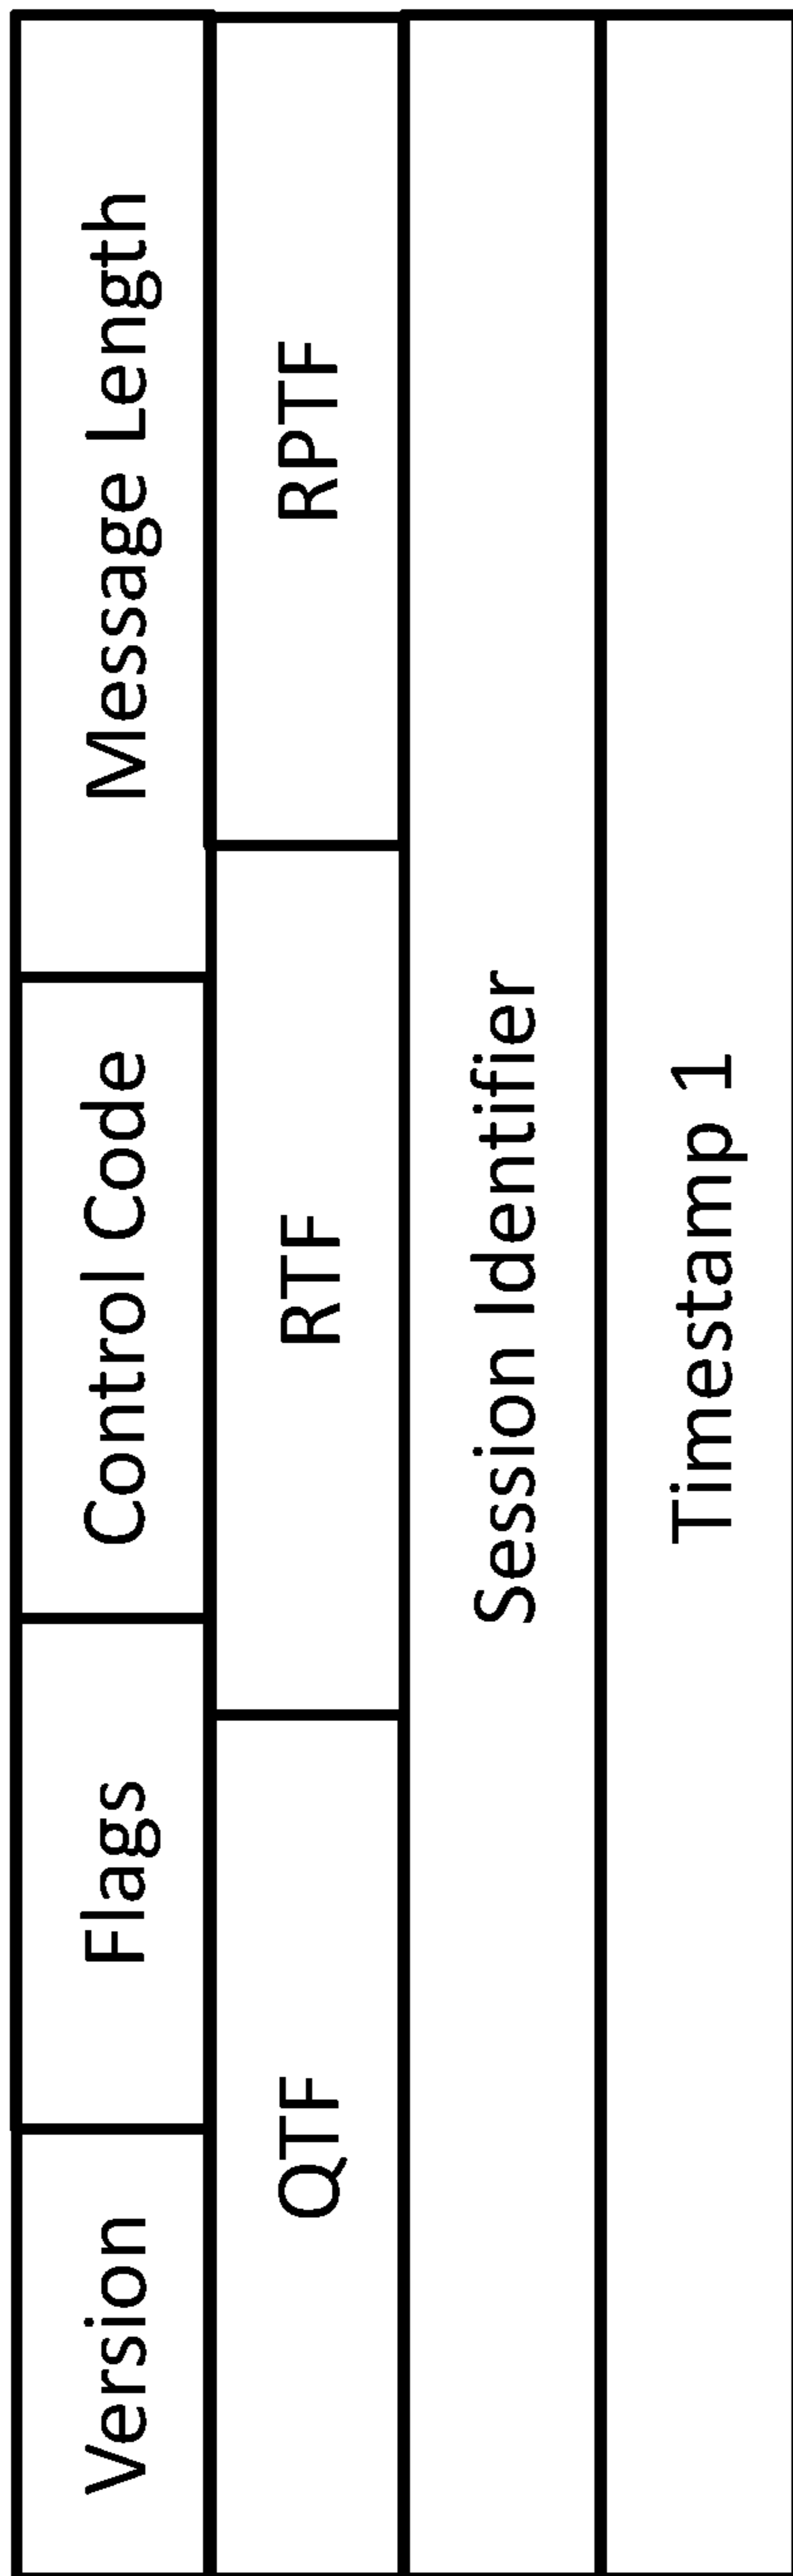 Version Flags Control Code Message Length
QTF RTF RPTF
Session Identifier
Timestamp 1